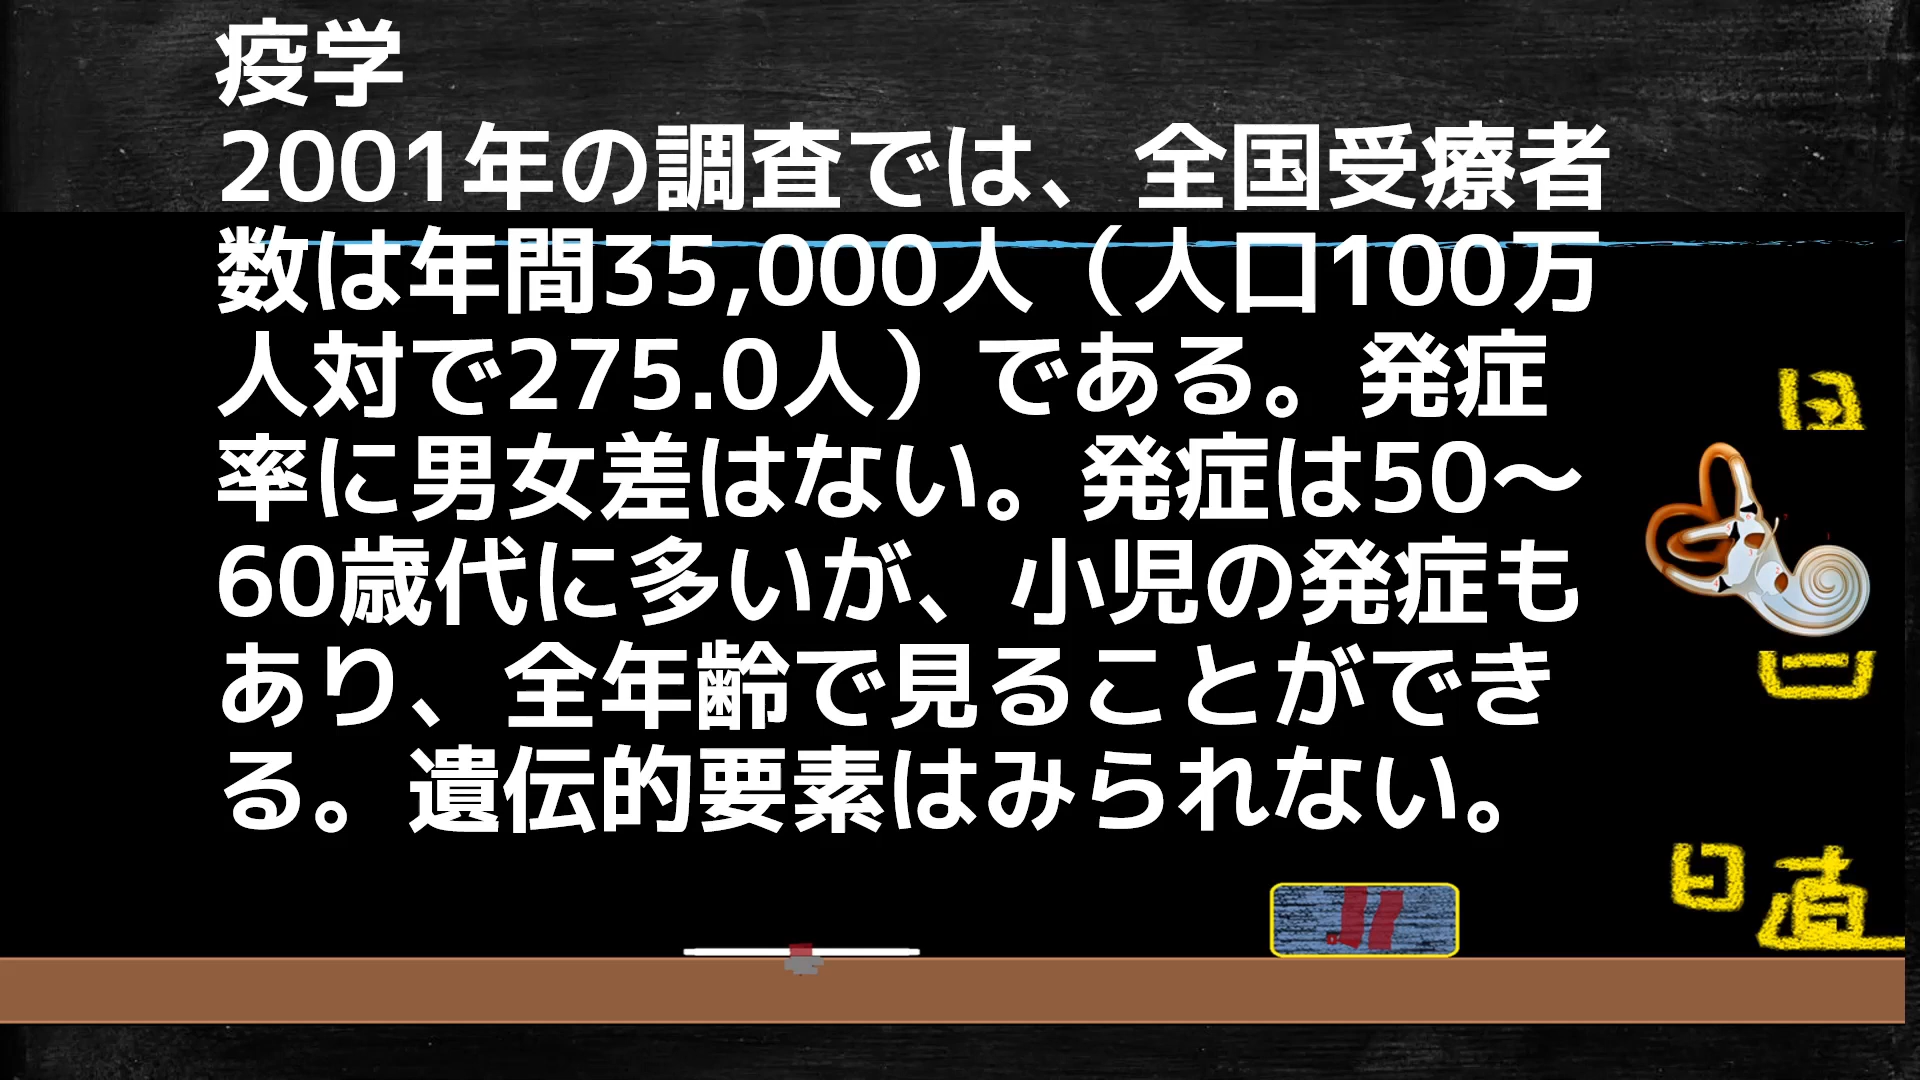 疫学
2001年の調査では、全国受療者
数は年間35,000人（人口100万
人対で275.0人）である。発症
率に男女差はない。発症は50～
60歳代に多いが、小児の発症も
あり、全年齢で見ることができ
る。遺伝的要素はみられない。
日直